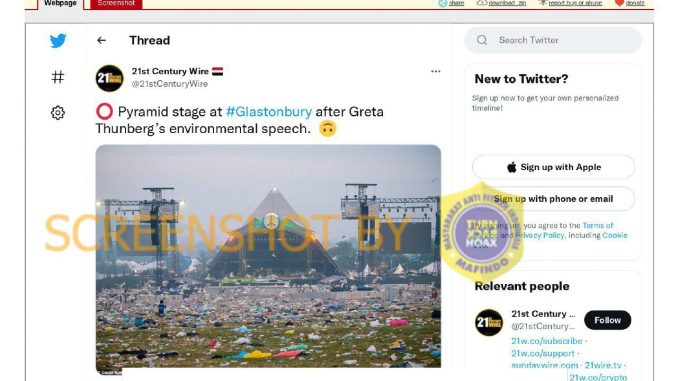 Webpage Screenshot share download .zip report bug or abuse donate
Thread
Search Twitter
21st Century Wire
@21stCenturyWire
Pyramid stage at #Glastonbury after Greta
Thunberg's environmental speech.
New to Twitter?
Sign up now to get your own personalized
timeline!
Sign up with Apple
Sign up with phone or email
up, you agree to the Terms of
and Privacy Policy, including Cookie
SCREENSHOT BY
MASYARAKAT ANTI FITNAH INDONESIA
TURN BACK HOAX
MAFINDO
Relevant people
21st Century ...
@21stCentury...
Follow
21w.co/subscribe -
21w.co/support -
sundaywire.com - 21wire.tv -
21w.co/crypto